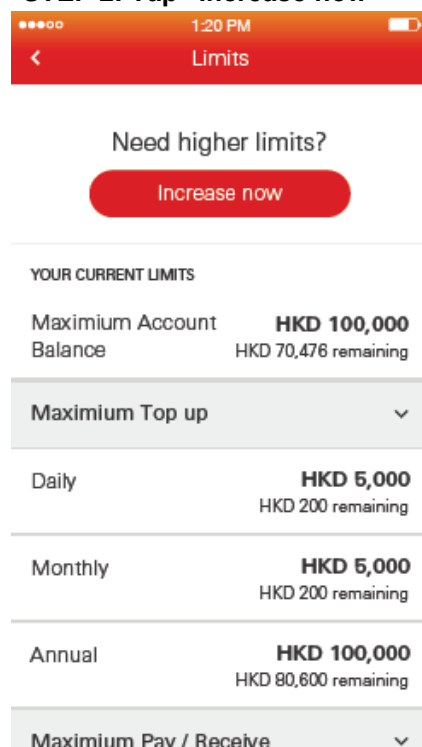 1:20 PM
Limits
Need higher limits?
Increase now
YOUR CURRENT LIMITS
Maximium Account HKD 100,000
Balance HKD 70,476 remaining
Maximium Top up
Daily HKD 5,000
HKD 200 remaining
Monthly HKD 5,000
HKD 200 remaining
Annual HKD 100,000
HKD 80,600 remaining
Maximium Pay / Receive